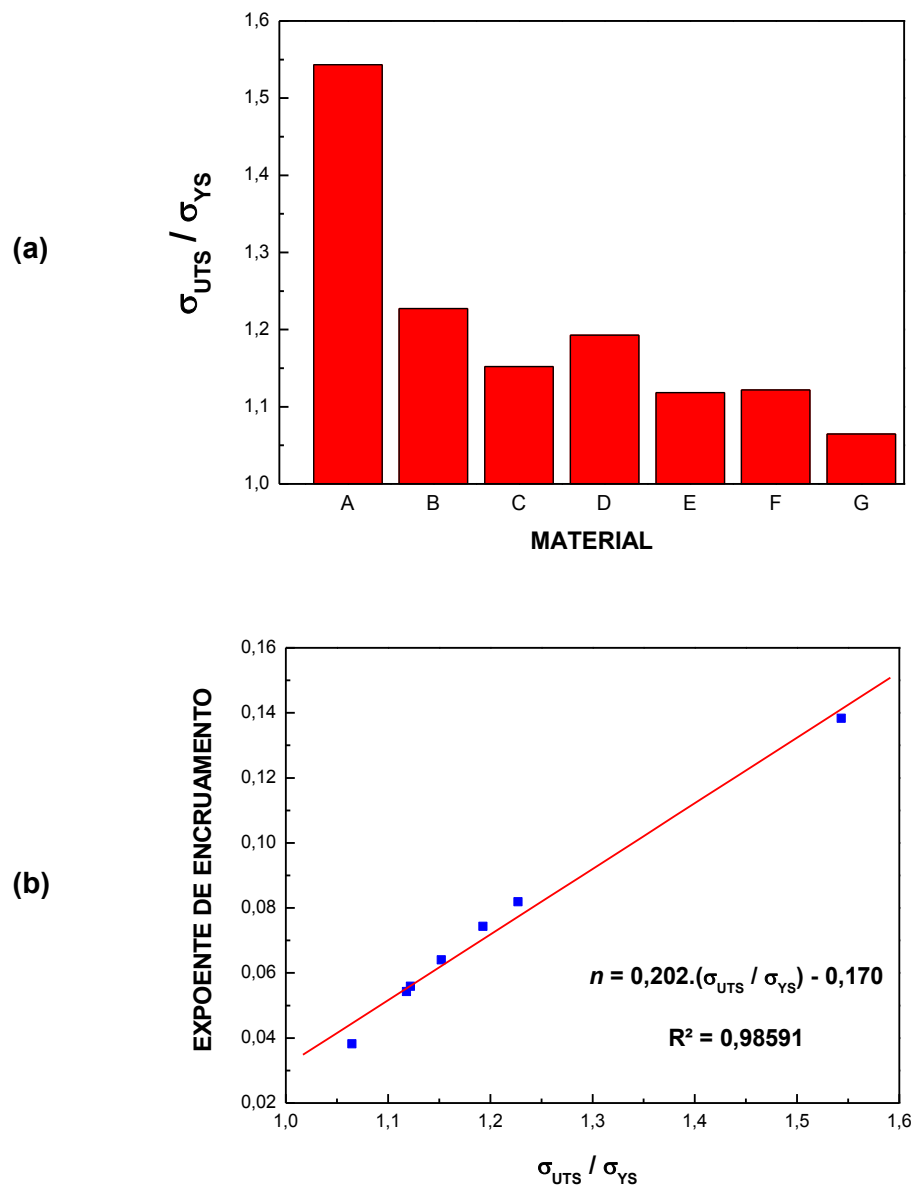 (a)
σUTS / σYS
1,6
1,5
1,4
1,3
1,2
1,1
1,0
A B C D E F G
MATERIAL
(b)
EXPOENTE DE ENCRUAMENTO
0,16
0,14
0,12
0,10
0,08
0,06
0,04
0,02
n = 0,202.(σUTS / σYS) - 0,170
R² = 0,98591
1,0 1,1 1,2 1,3 1,4 1,5 1,6
σUTS / σYS